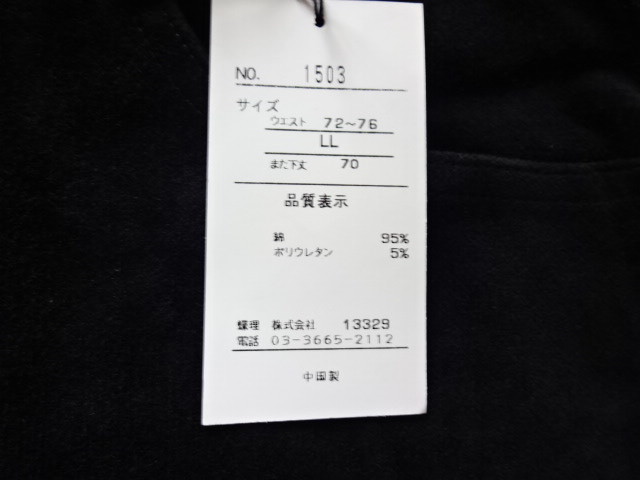 NO. 1503
サイズ
ウエスト 72~76
LL
また下丈 70
品質表示
綿 95%
ポリウレタン 5%
蝶理 株式会社 13329
電話 03-3665-2112
中国製